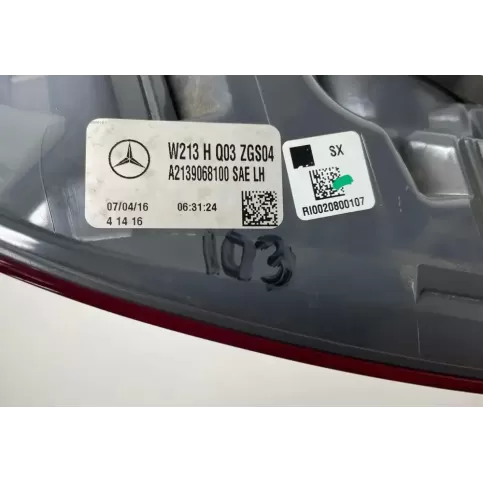 W213 H Q03 ZGS04
A2139068100 SAE LH
07/04/16 06:31:24
4 14 16
SX
RI0020800107
103